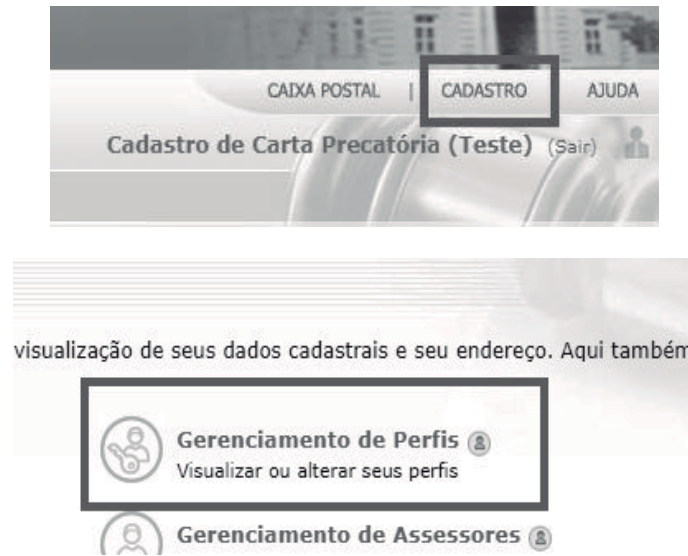 CAIXA POSTAL | CADASTRO AJUDA
Cadastro de Carta Precatória (Teste) (Sair)
visualização de seus dados cadastrais e seu endereço. Aqui também
Gerenciamento de Perfis
Visualizar ou alterar seus perfis
Gerenciamento de Assessores